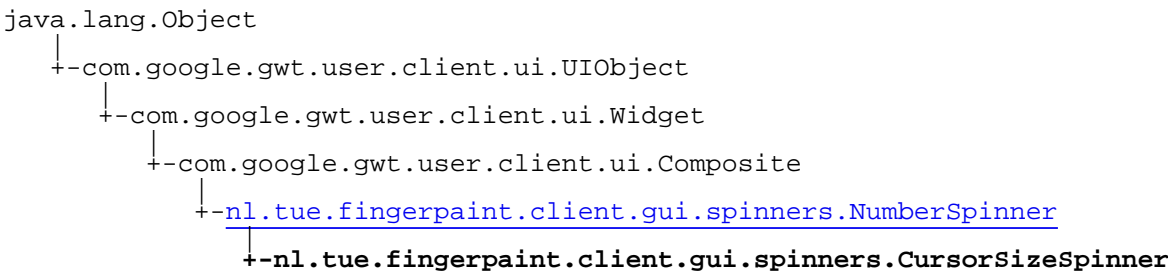 java.lang.Object
+-com.google.gwt.user.client.ui.UIObject
+-com.google.gwt.user.client.ui.Widget
+-com.google.gwt.user.client.ui.Composite
+-nl.tue.fingerpaint.client.gui.spinners.NumberSpinner
+-nl.tue.fingerpaint.client.gui.spinners.CursorSizeSpinner